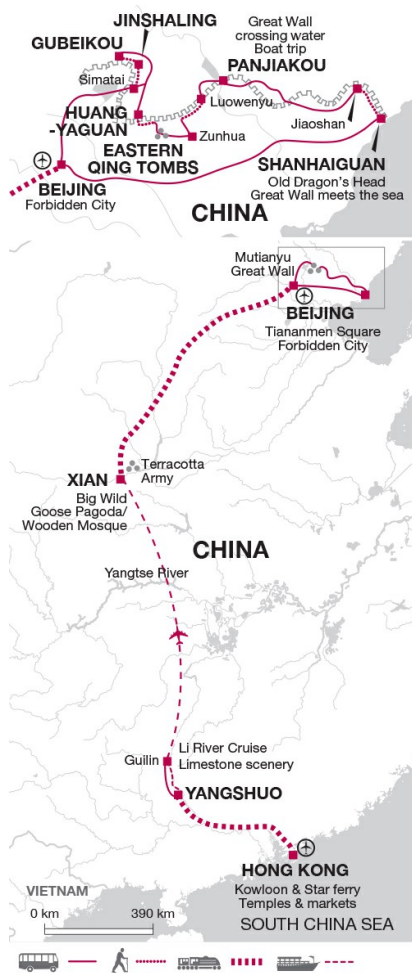 JINSHALING
GUBEIKOU
Great Wall
crossing water
Boat trip
PANJIAKOU
Simatai
Luowenyu
HUANG
-YAGUAN
Jiaoshan
Zunhua
EASTERN
QING TOMBS
SHANHAIGUAN
Old Dragon's Head
Great Wall meets the sea
BEIJING
Forbidden City
CHINA
Mutianyu
Great Wall
BEIJING
Tiananmen Square
Forbidden City
Terracotta
Army
XIAN
Big Wild
Goose Pagoda/
Wooden Mosque
CHINA
Yangtse River
Guilin
Li River Cruise
Limestone scenery
YANGSHUO
HONG KONG
Kowloon & Star ferry
Temples & markets
VIETNAM
0 km
390 km
SOUTH CHINA SEA